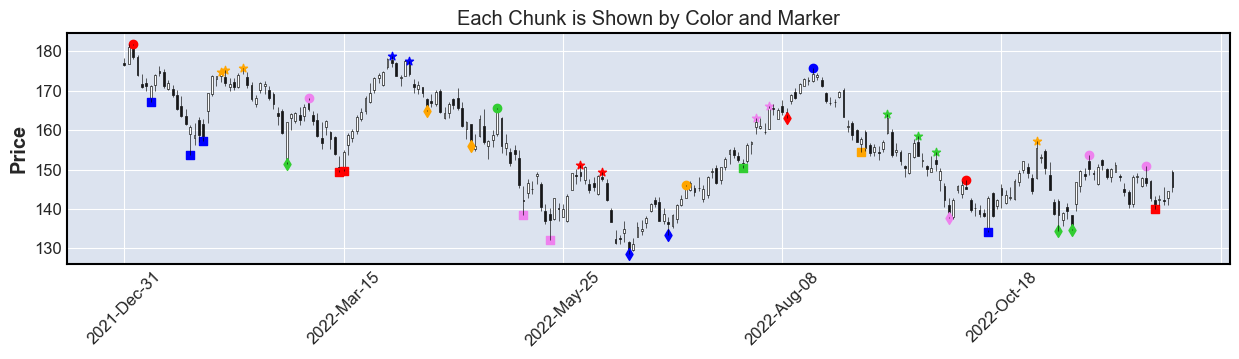 Each Chunk is Shown by Color and Marker
Price
180
170
160
150
140
130
2021-Dec-31
2022-Mar-15
2022-May-25
2022-Aug-08
2022-Oct-18